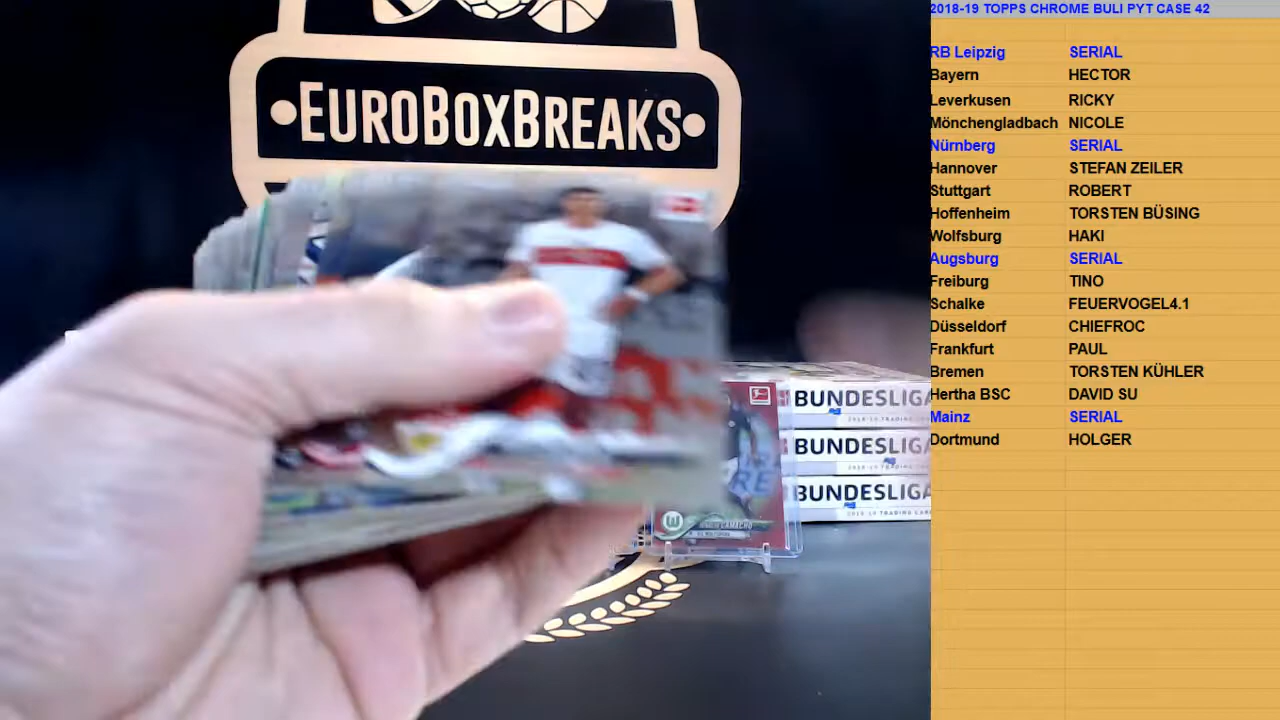 2018-19 TOPPS CHROME BULI PYT CASE 42
RB Leipzig SERIAL
Bayern HECTOR
Leverkusen RICKY
Mönchengladbach NICOLE
Nürnberg SERIAL
Hannover STEFAN ZEILER
Stuttgart ROBERT
Hoffenheim TORSTEN BÜSING
Wolfsburg HAKI
Augsburg SERIAL
Freiburg TINO
Schalke FEUERVOGEL4.1
Düsseldorf CHIEFROC
Frankfurt PAUL
Bremen TORSTEN KÜHLER
Hertha BSC DAVID SU
Mainz SERIAL
Dortmund HOLGER
EUROBOXBREAKS
BUNDESLIGA
BUNDESLIGA
BUNDESLIGA
CAMACHO